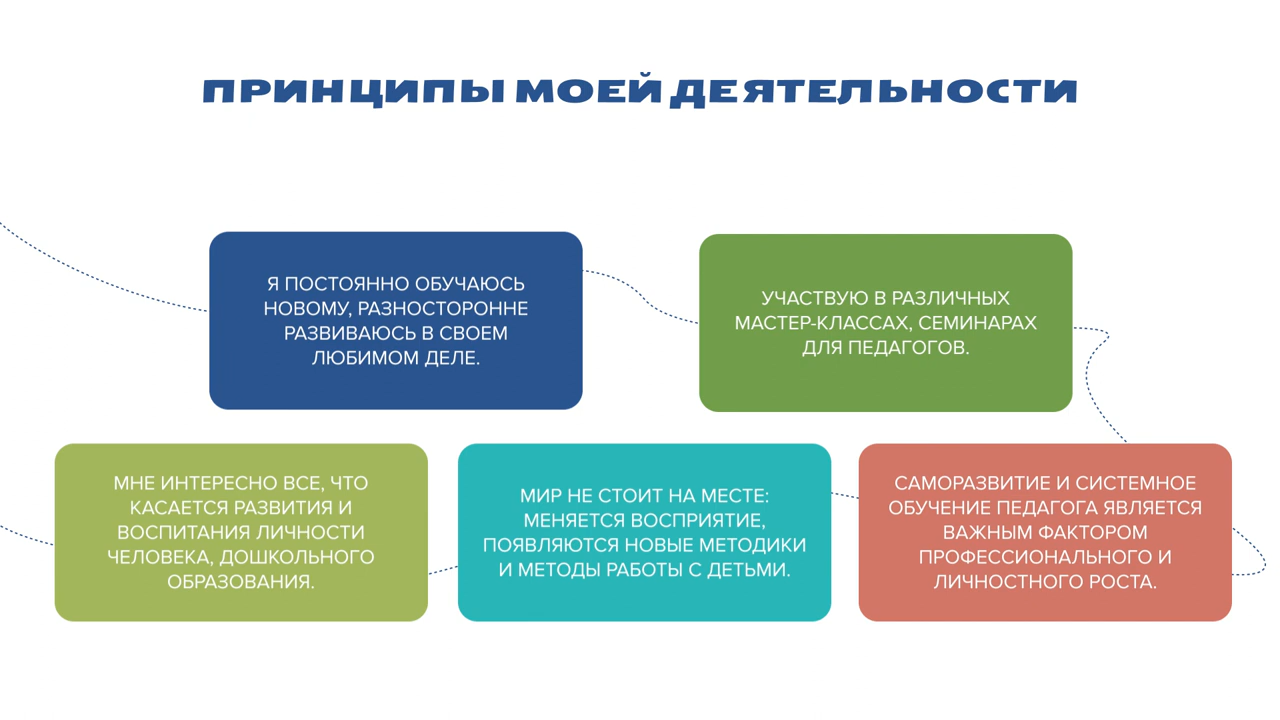 ПРИНЦИПЫ МОЕЙ ДЕЯТЕЛЬНОСТИ
Я ПОСТОЯННО ОБУЧАЮСЬ
НОВОМУ, РАЗНОСТОРОННЕ
РАЗВИВАЮСЬ В СВОЕМ
ЛЮБИМОМ ДЕЛЕ.
УЧАСТВУЮ В РАЗЛИЧНЫХ
МАСТЕР-КЛАССАХ, СЕМИНАРАХ
ДЛЯ ПЕДАГОГОВ.
МНЕ ИНТЕРЕСНО ВСЕ, ЧТО
КАСАЕТСЯ РАЗВИТИЯ И
ВОСПИТАНИЯ ЛИЧНОСТИ
ЧЕЛОВЕКА, ДОШКОЛЬНОГО
ОБРАЗОВАНИЯ.
МИР НЕ СТОИТ НА МЕСТЕ:
МЕНЯЕТСЯ ВОСПРИЯТИЕ,
ПОЯВЛЯЮТСЯ НОВЫЕ МЕТОДИКИ
И МЕТОДЫ РАБОТЫ С ДЕТЬМИ.
САМОРАЗВИТИЕ И СИСТЕМНОЕ
ОБУЧЕНИЕ ПЕДАГОГА ЯВЛЯЕТСЯ
ВАЖНЫМ ФАКТОРОМ
ПРОФЕССИОНАЛЬНОГО И
ЛИЧНОСТНОГО РОСТА.